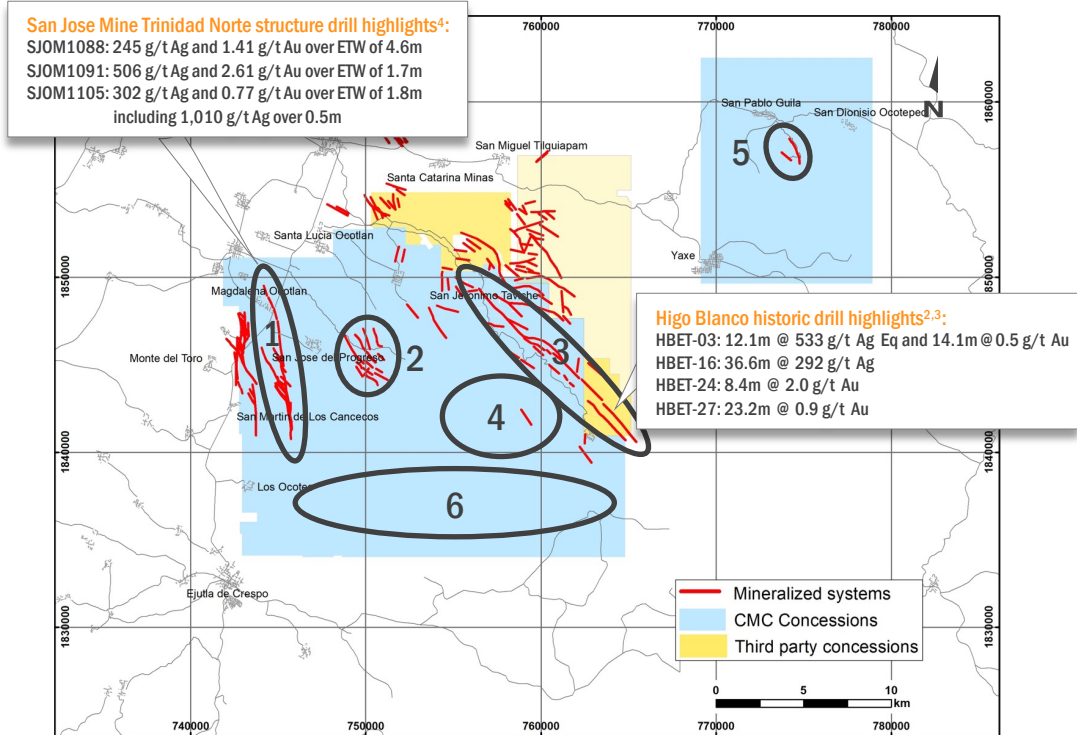 San Jose Mine Trinidad Norte structure drill highlights4:
SJOM1088: 245 g/t Ag and 1.41 g/t Au over ETW of 4.6m
SJOM1091: 506 g/t Ag and 2.61 g/t Au over ETW of 1.7m
SJOM1105: 302 g/t Ag and 0.77 g/t Au over ETW of 1.8m
including 1,010 g/t Ag over 0.5m
760000
770000
780000
1860000
1860000
San Pablo Guila
San Dionisio Ocotepec
N
5
San Miguel Tilguiapam
Santa Catarina Minas
Santa Lucia Ocotlan
Yaxe
1850000
1850000
Magdalena Ocotlan
San Jeronimo Taviche
1
2
3
Monte del Toro
San Jose del Progreso
Higo Blanco historic drill highlights2,3:
HBET-03: 12.1m @ 533 g/t Ag Eq and 14.1m @ 0.5 g/t Au
HBET-16: 36.6m @ 292 g/t Ag
HBET-24: 8.4m @ 2.0 g/t Au
HBET-27: 23.2m @ 0.9 g/t Au
San Martin de Los Cancecos
4
1840000
1840000
Los Ocotes
6
Ejutla de Crespo
1830000
1830000
Mineralized systems
CMC Concessions
Third party concessions
0 5 10
km
740000
750000
760000
770000
780000